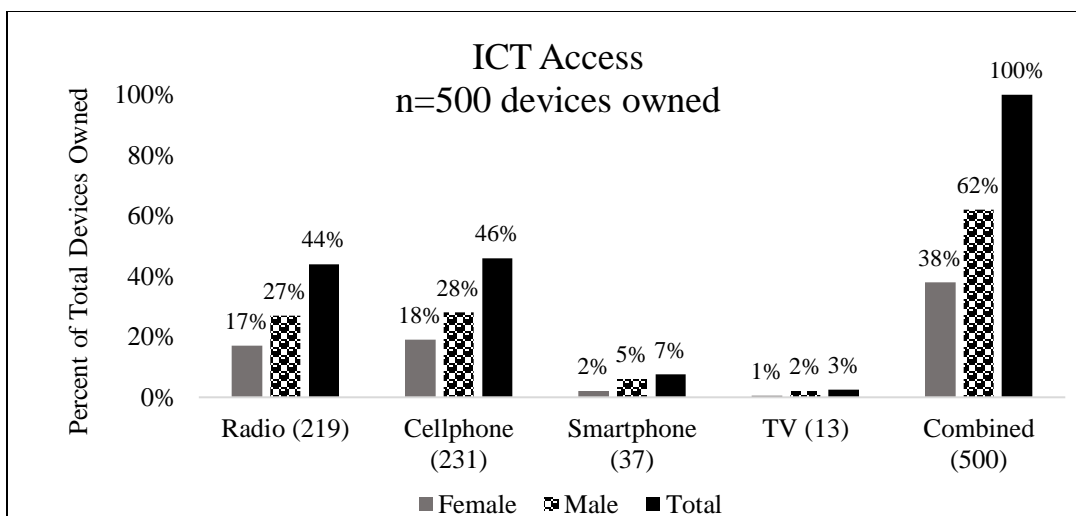 ICT Access
n=500 devices owned
Percent of Total Devices Owned
100%
80%
60%
40%
20%
0%
17%
27%
44%
18%
28%
46%
2%
5%
7%
1%
2%
3%
38%
62%
100%
Radio (219)
Cellphone
(231)
Smartphone
(37)
TV (13)
Combined
(500)
Female
Male
Total